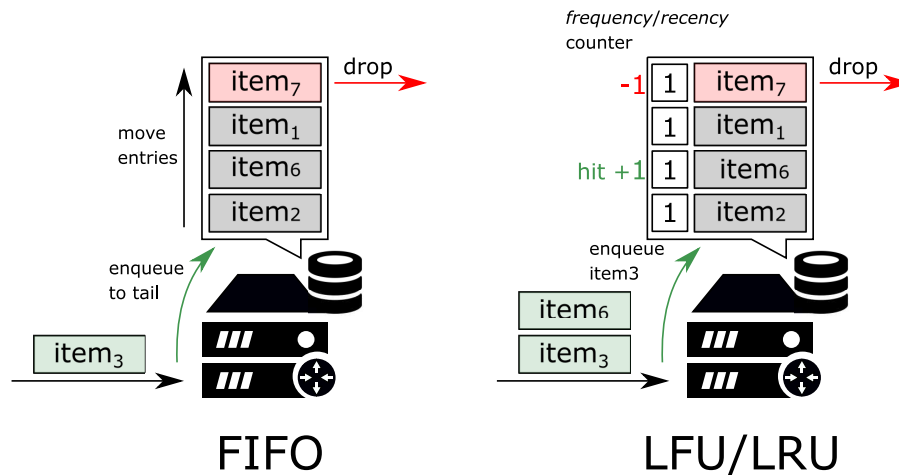 drop
item7
item1
item6
item2
move
entries
enqueue
to tail
item3
FIFO
frequency/recency
counter
drop
-1 1 item7
1 item1
hit +1 1 item6
1 item2
enqueue
item3
item6
item3
LFU/LRU